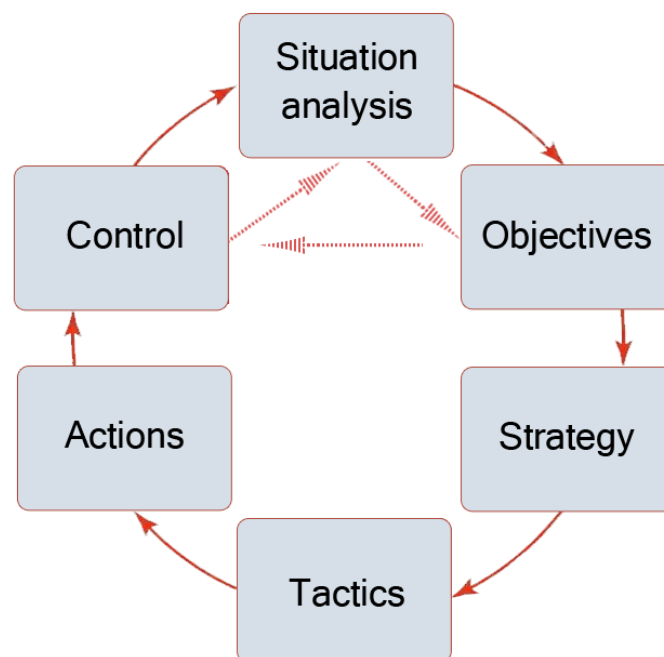 Situation
analysis
Control
Objectives
Actions
Strategy
Tactics